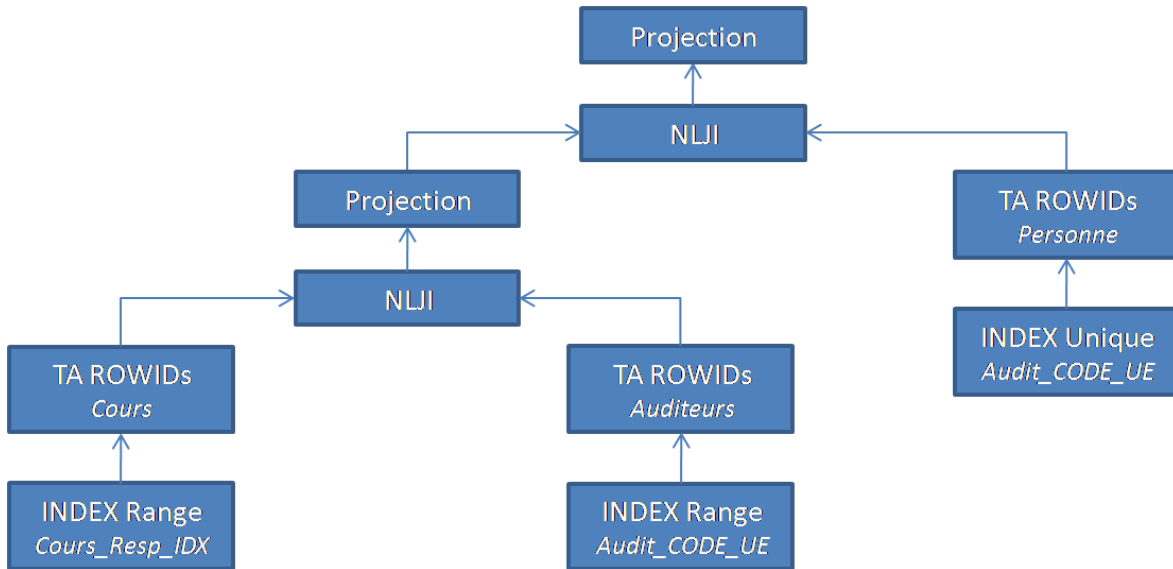 Projection
NLJI
Projection
TA ROWIDs
Personne
NLJI
INDEX Unique
Audit_CODE_UE
TA ROWIDs
Cours
TA ROWIDs
Auditeurs
INDEX Range
Cours_Resp_IDX
INDEX Range
Audit_CODE_UE